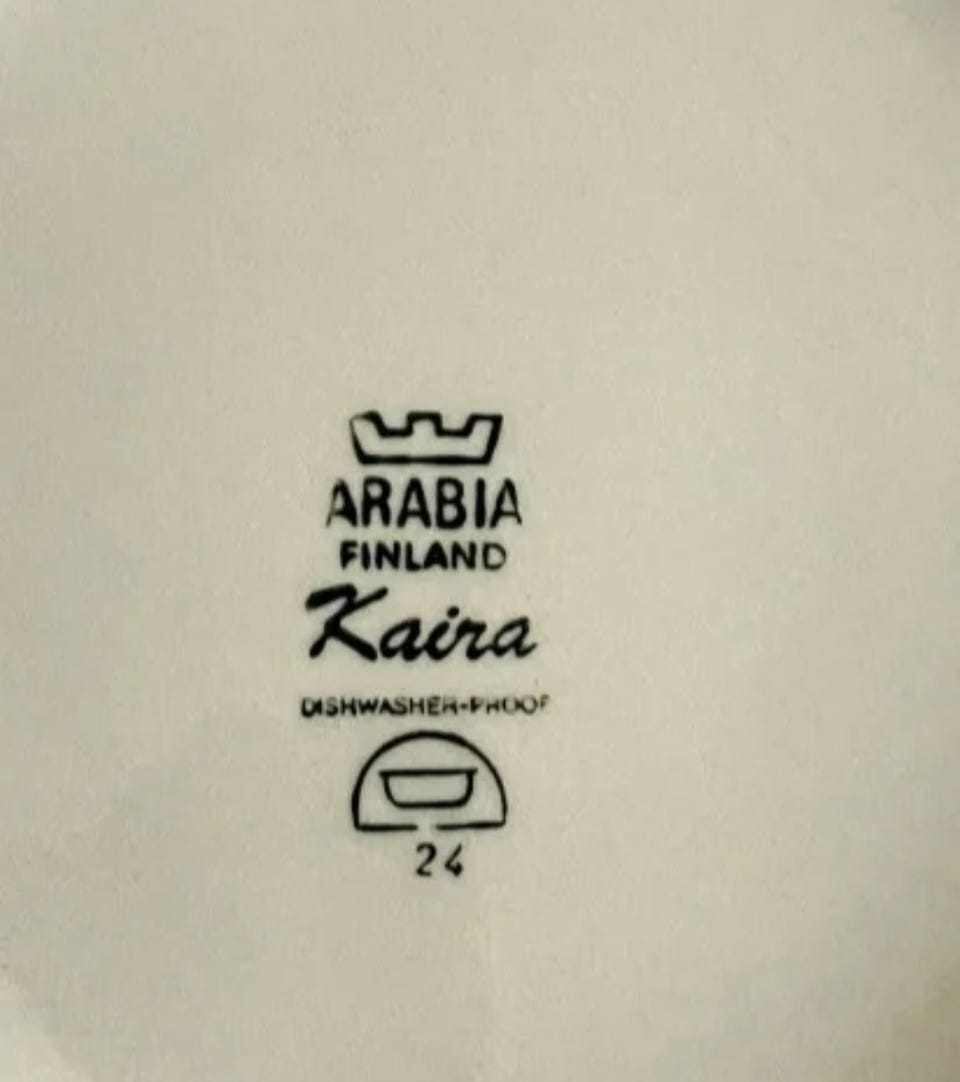 ARABIA
FINLAND
Kaira
DISHWASHER-PROOF
24